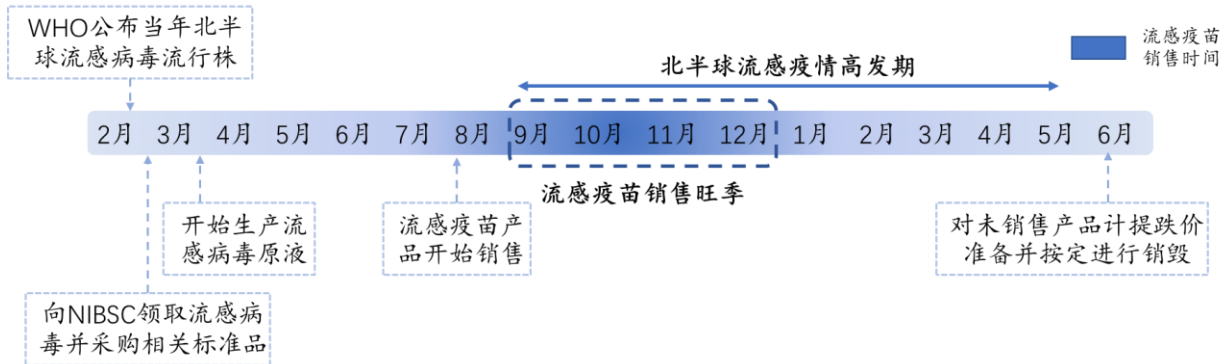 WHO公布当年北半
球流感病毒流行株
流感疫苗
销售时间
北半球流感疫情高发期
2月 3月 4月 5月 6月 7月 8月 9月 10月 11月 12月 1月 2月 3月 4月 5月 6月
流感疫苗销售旺季
开始生产流
感病毒原液
流感疫苗产
品开始销售
对未销售产品计提跌价
准备并按定进行销毁
向NIBSC领取流感病
毒并采购相关标准品